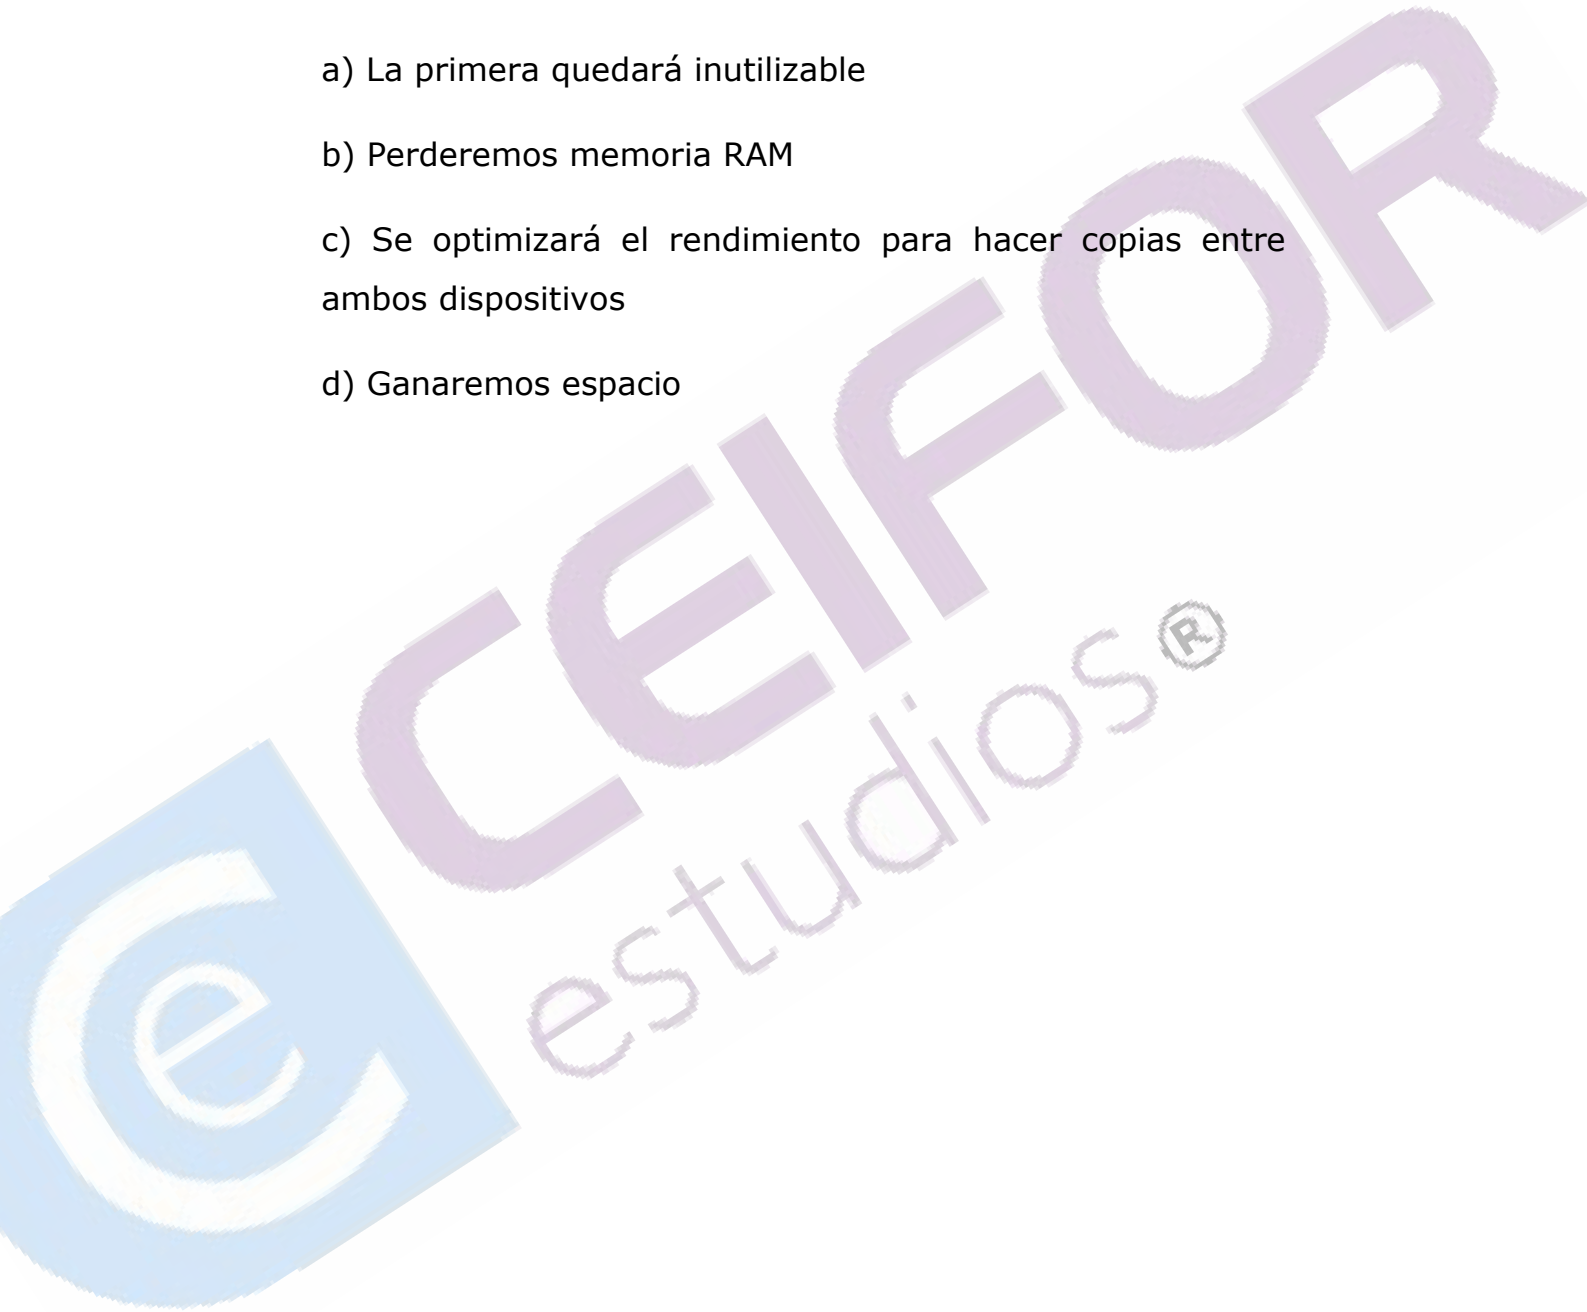 a) La primera quedará inutilizable
b) Perderemos memoria RAM
c) Se optimizará el rendimiento para hacer copias entre
ambos dispositivos
d) Ganaremos espacio
CEIFOR
estudios®
Ce